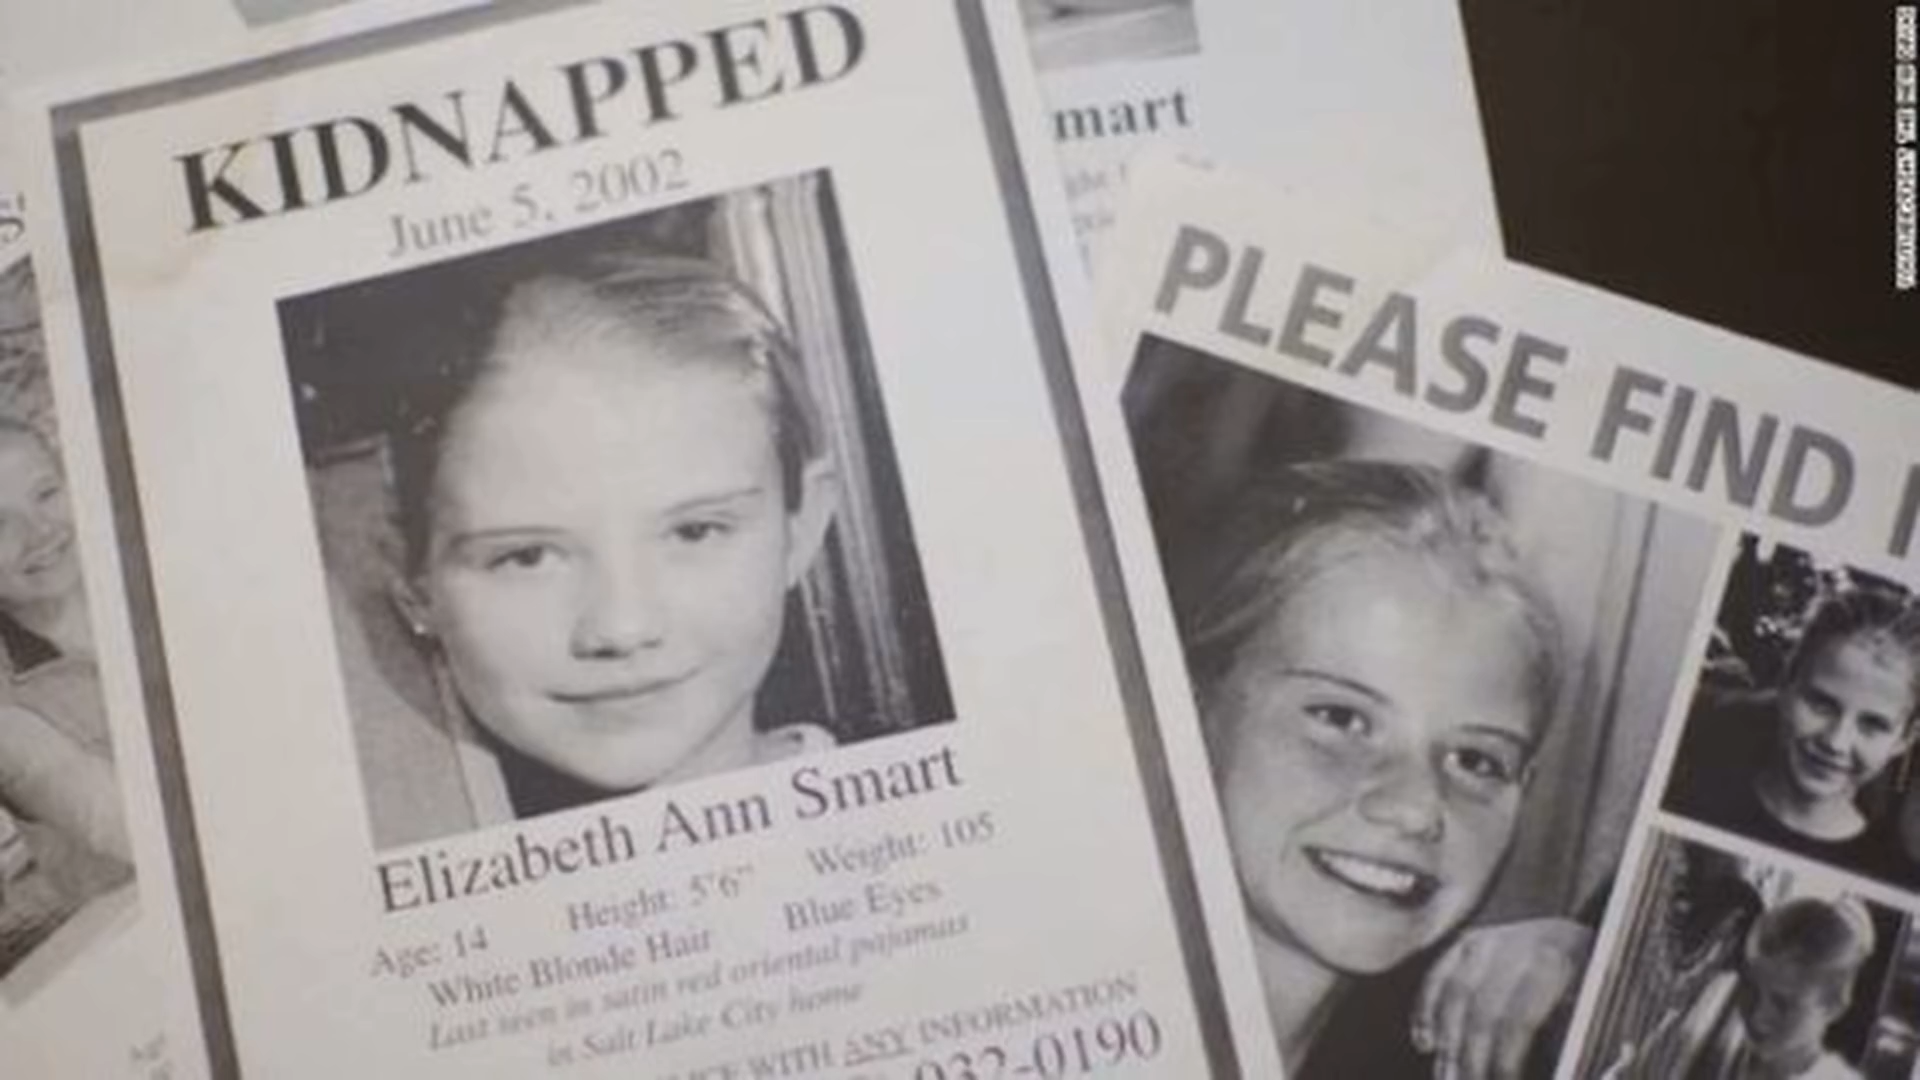 KIDNAPPED
June 5, 2002
Elizabeth Ann Smart
Age: 14 Height: 5'6" Weight: 105
White Blonde Hair Blue Eyes
Last seen in satin red oriental pajamas
in Salt Lake City home
WITH ANY INFORMATION
032-0190
mart
PLEASE FIND